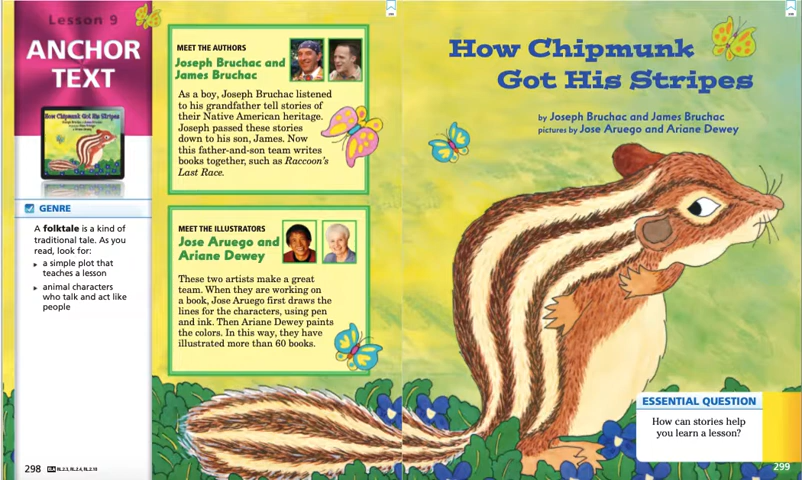 Lesson 9
ANCHOR
TEXT
How Chipmunk Got His Stripes
GENRE
A folktale is a kind of
traditional tale. As you
read, look for:
▸ a simple plot that
teaches a lesson
▸ animal characters
who talk and act like
people
298
MEET THE AUTHORS
Joseph Bruchac and
James Bruchac
As a boy, Joseph Bruchac listened
to his grandfather tell stories of
their Native American heritage.
Joseph passed these stories
down to his son, James. Now
this father-and-son team writes
books together, such as Raccoon's
Last Race.
MEET THE ILLUSTRATORS
Jose Aruego and
Ariane Dewey
These two artists make a great
team. When they are working on
a book, Jose Aruego first draws the
lines for the characters, using pen
and ink. Then Ariane Dewey paints
the colors. In this way, they have
illustrated more than 60 books.
How Chipmunk
Got His Stripes
by Joseph Bruchac and James Bruchac
pictures by Jose Aruego and Ariane Dewey
ESSENTIAL QUESTION
How can stories help
you learn a lesson?
299